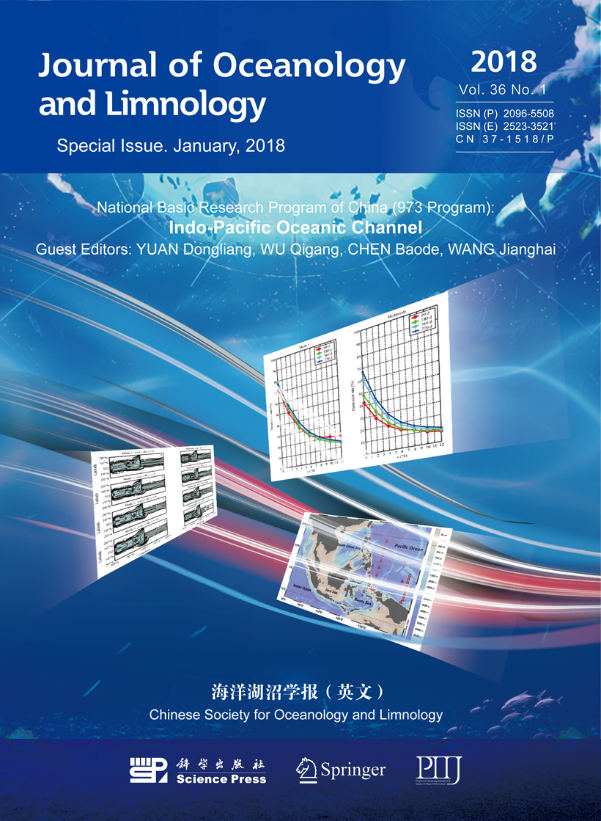 Journal of Oceanology
and Limnology
Special Issue. January, 2018
2018
Vol. 36 No. 1
ISSN (P) 2096-5508
ISSN (E) 2523-3521
CN 37-1518/P
National Basic Research Program of China (973 Program):
Indo-Pacific Oceanic Channel
Guest Editors: YUAN Dongliang, WU Qigang, CHEN Baode, WANG Jianghai
Pacific Ocean
海洋湖沼学报（英文）
Chinese Society for Oceanology and Limnology
科学出版社
Science Press
Springer